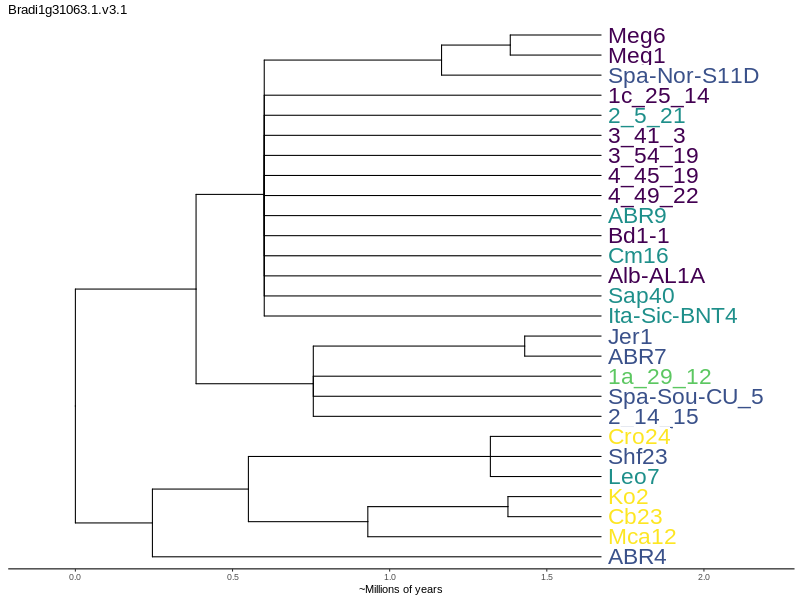 Bradi1g31063.1.v3.1
Meg6
Meg1
Spa-Nor-S11D
1c_25_14
2_5_21
3_41_3
3_54_19
4_45_19
4_49_22
ABR9
Bd1-1
Cm16
Alb-AL1A
Sap40
Ita-Sic-BNT4
Jer1
ABR7
1a_29_12
Spa-Sou-CU_5
2_14_15
Cro24
Shf23
Leo7
Ko2
Cb23
Mca12
ABR4
0.0 0.5 1.0 1.5 2.0
~Millions of years